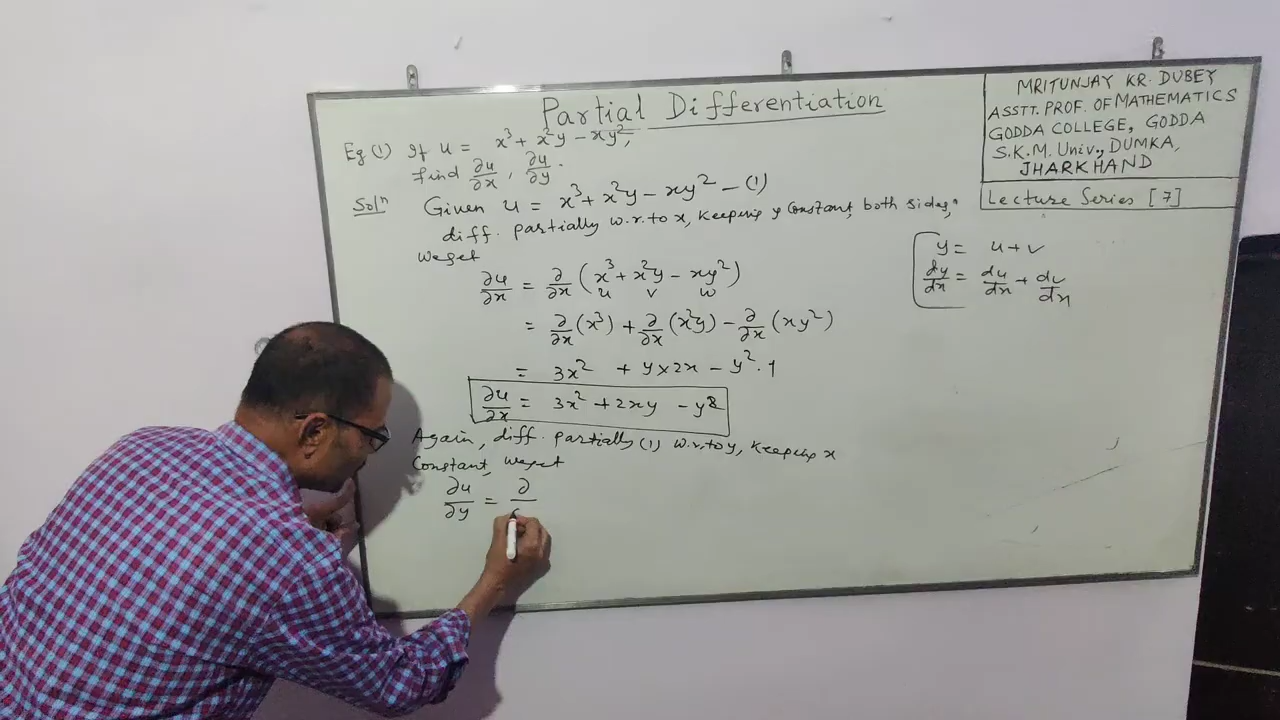 Partial Differentiation
MRITUNJAY KR. DUBEY
ASSTT. PROF. OF MATHEMATICS
GODDA COLLEGE, GODDA
S.K.M. Univ., DUMKA,
JHARKHAND
Lecture Series [7]
Eg (1) If u = x³ + x²y − xy²,
find ∂u/∂x , ∂u/∂y .
Solⁿ Given u = x³ + x²y − xy² — (1)
diff. partially w.r.to x, keeping y constant, both sides,
we get
∂u/∂x = ∂/∂x (x³ + x²y − xy²)
u v w
= ∂/∂x (x³) + ∂/∂x (x²y) − ∂/∂x (xy²)
= 3x² + y×2x − y².1
∂u/∂x = 3x² + 2xy − y²
Again, diff. partially (1) w.r.to y, keeping x
constant, we get
∂u/∂y = ∂
y = u + v
dy/dx = du/dx + dv/dx